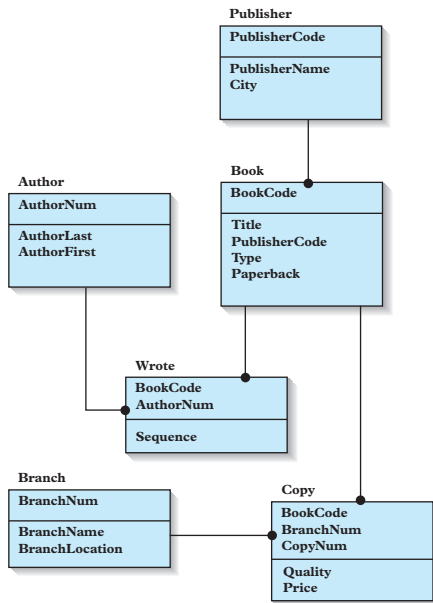 Publisher
PublisherCode
PublisherName
City
Book
BookCode
Title
PublisherCode
Type
Paperback
Author
AuthorNum
AuthorLast
AuthorFirst
Wrote
BookCode
AuthorNum
Sequence
Branch
BranchNum
BranchName
BranchLocation
Copy
BookCode
BranchNum
CopyNum
Quality
Price